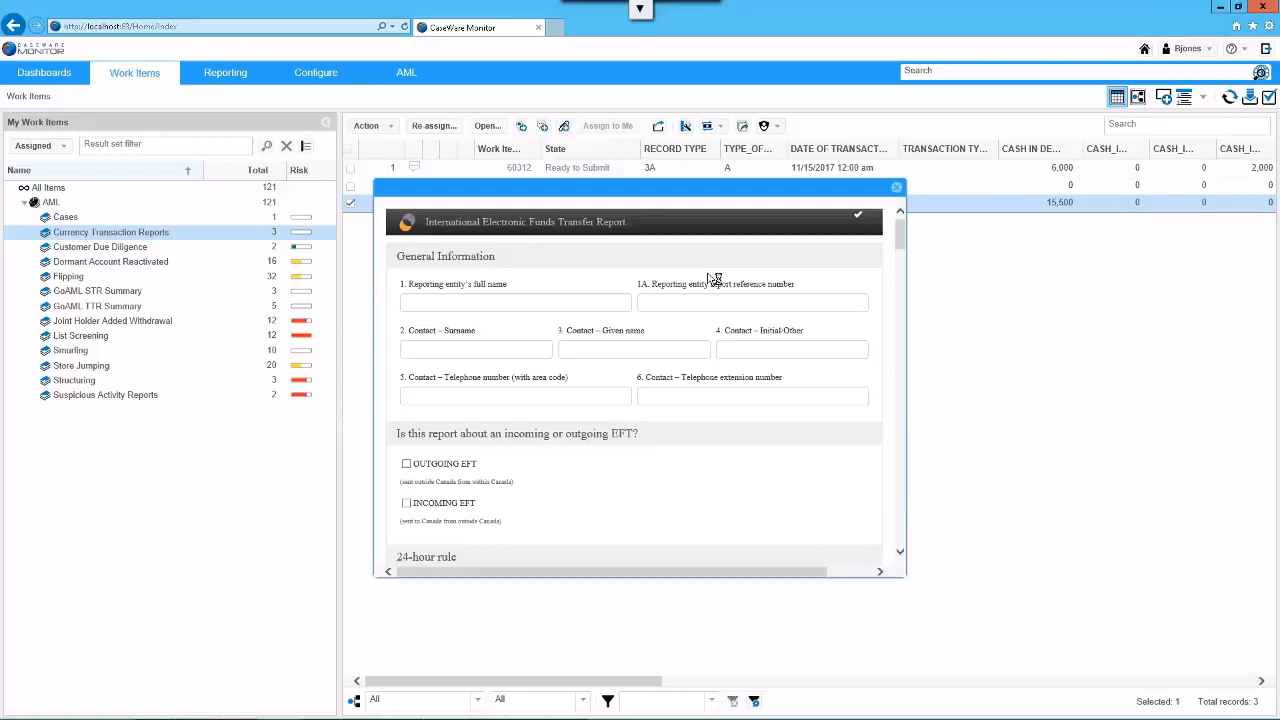 http://localhost:83/Home/Index
CaseWare Monitor
CASEWARE
MONITOR
Bjones
Dashboards Work Items Reporting Configure AML Search
Work Items
My Work Items
Action Re-assign... Open... Assign to Me Search
Assigned Result set filter
Name Total Risk
Work Ite... State RECORD TYPE TYPE_OF... DATE OF TRANSACT... TRANSACTION TY... CASH IN DE... CASH_I... CASH_I... CASH_I...
1 60312 Ready to Submit 3A A 11/15/2017 12:00 am 6,000 0 0 2,000
0 0 0 0
15,500 0 0 0
All Items 121
AML 121
Cases 1
Currency Transaction Reports 3
Customer Due Diligence 2
Dormant Account Reactivated 16
Flipping 32
GoAML STR Summary 3
GoAML TTR Summary 5
Joint Holder Added Withdrawal 12
List Screening 12
Smurfing 10
Store Jumping 20
Structuring 3
Suspicious Activity Reports 2
International Electronic Funds Transfer Report
General Information
1. Reporting entity's full name 1A. Reporting entity report reference number
2. Contact – Surname 3. Contact – Given name 4. Contact – Initial/Other
5. Contact – Telephone number (with area code) 6. Contact – Telephone extension number
Is this report about an incoming or outgoing EFT?
OUTGOING EFT
(sent outside Canada from within Canada)
INCOMING EFT
(sent to Canada from outside Canada)
24-hour rule
All All
Selected: 1 Total records: 3